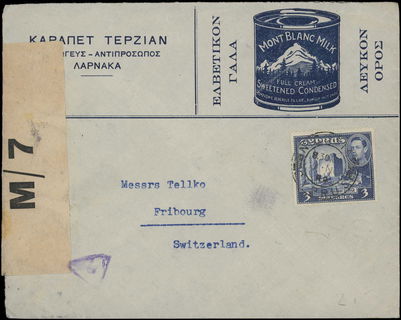 ΚΑΡΑΠΕΤ ΤΕΡΖΙΑΝ
ΑΝΤΙΠΡΟΣΩΠΟΣ
ΛΑΡΝΑΚΑ
ΕΛΒΕΤΙΚΟΝ
ΓΑΛΑ
MONT BLANC MILK
FULL CREAM
SWEETENED CONDENSED
ΛΕΥΚΟΝ
ΟΡΟΣ
M/7
CYPRUS
3 3
Messrs Tellko
Fribourg
Switzerland.